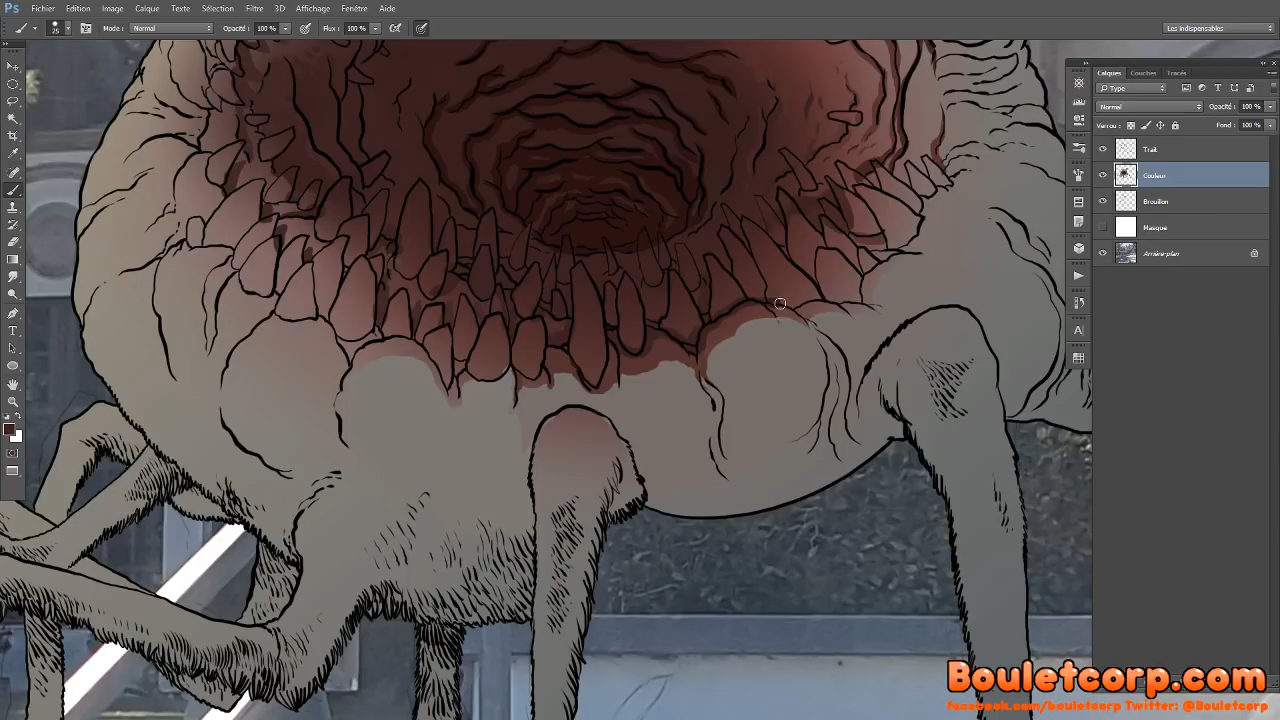 Ps Fichier Edition Image Calque Texte Sélection Filtre 3D Affichage Fenêtre Aide
25 Mode : Normal Opacité : 100 % Flux : 100 % Les indispensables
Calques Couches Tracés
Type
Normal Opacité : 100 %
Verrou : Fond : 100 %
Trait
Couleur
Brouillon
Masque
Arrière-plan
Bouletcorp.com
facebook.com/bouletcorp Twitter: @Bouletcorp